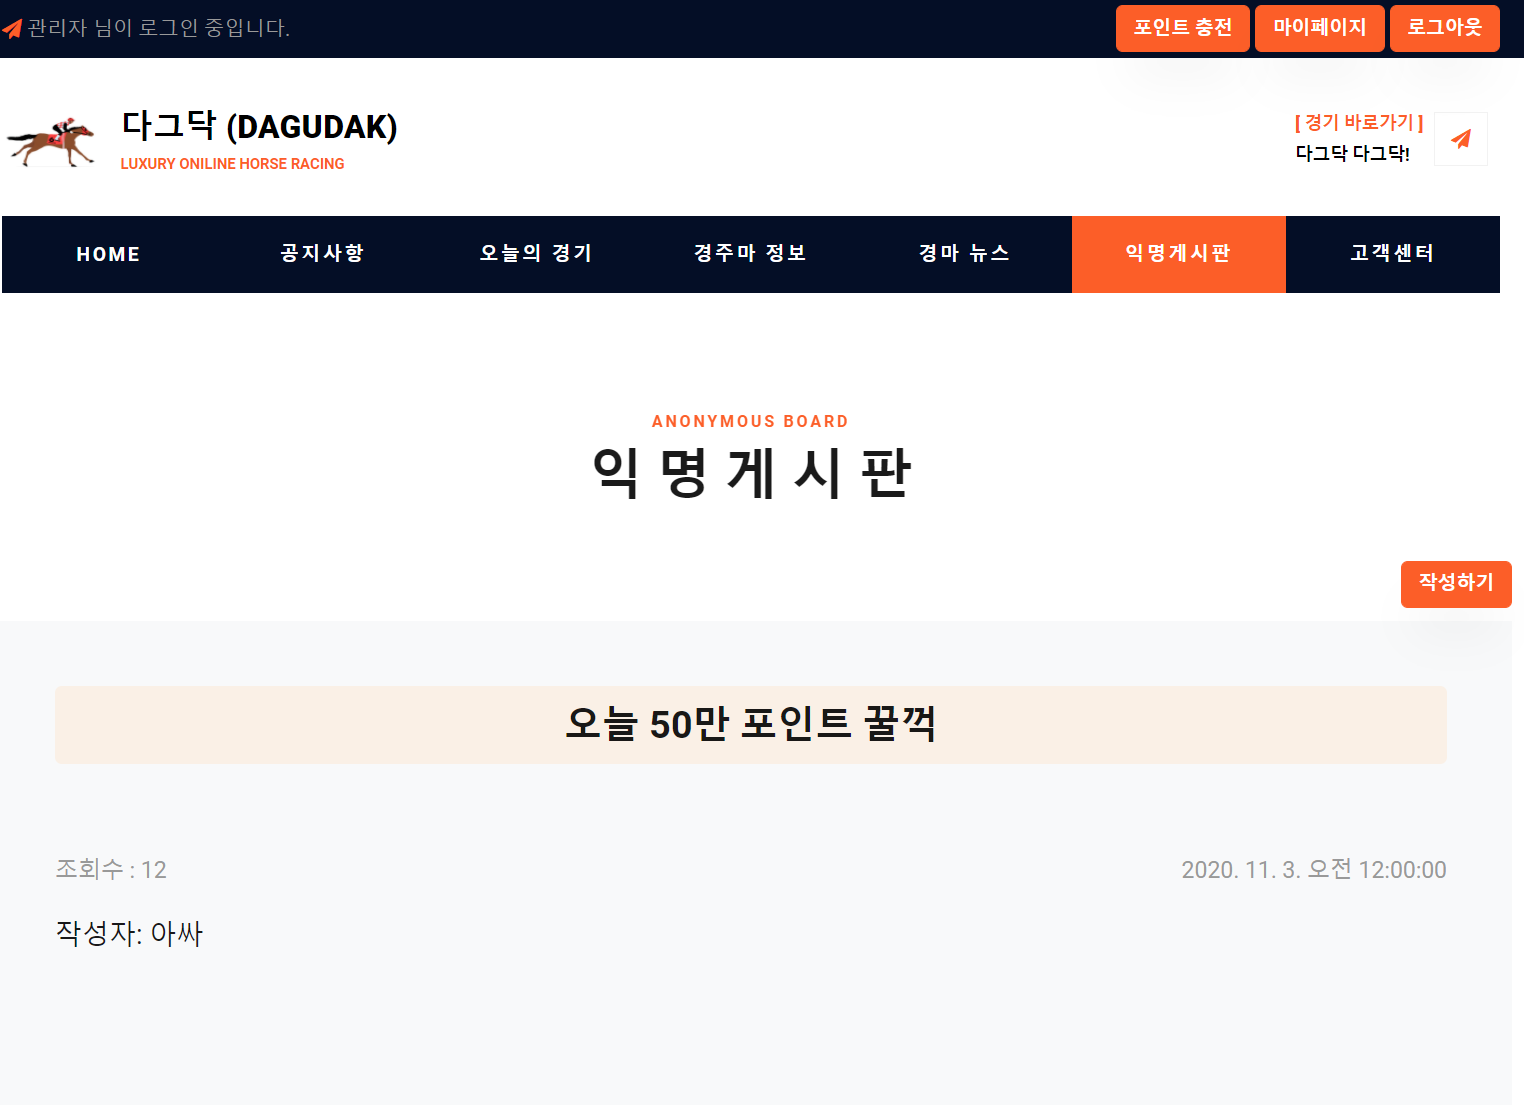 관리자 님이 로그인 중입니다.
포인트 충전
마이페이지
로그아웃
다그닥 (DAGUDAK)
LUXURY ONILINE HORSE RACING
[ 경기 바로가기 ]
다그닥 다그닥!
HOME
공지사항
오늘의 경기
경주마 정보
경마 뉴스
익명게시판
고객센터
ANONYMOUS BOARD
익명게시판
작성하기
오늘 50만 포인트 꿀꺽
조회수 : 12
2020. 11. 3. 오전 12:00:00
작성자: 아싸